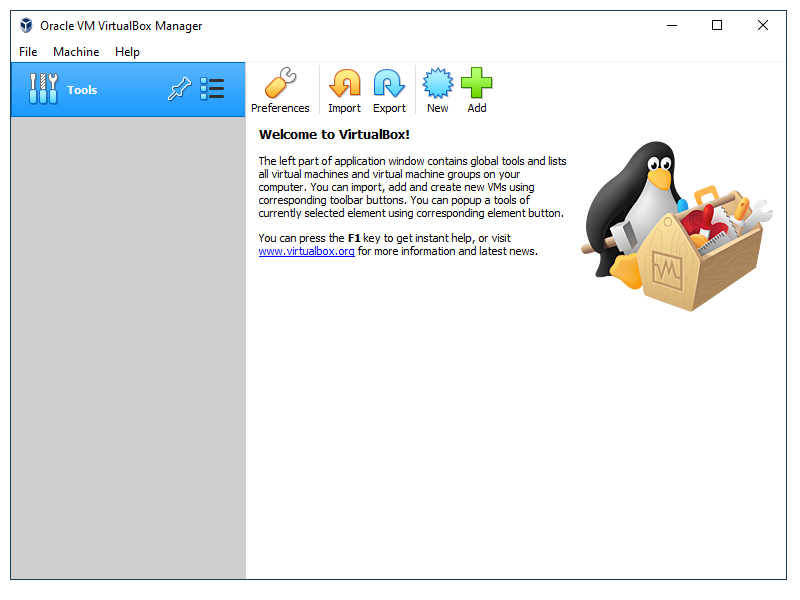 Oracle VM VirtualBox Manager
File Machine Help
Tools
Preferences Import Export New Add
Welcome to VirtualBox!
The left part of application window contains global tools and lists
all virtual machines and virtual machine groups on your
computer. You can import, add and create new VMs using
corresponding toolbar buttons. You can popup a tools of
currently selected element using corresponding element button.
You can press the F1 key to get instant help, or visit
www.virtualbox.org for more information and latest news.